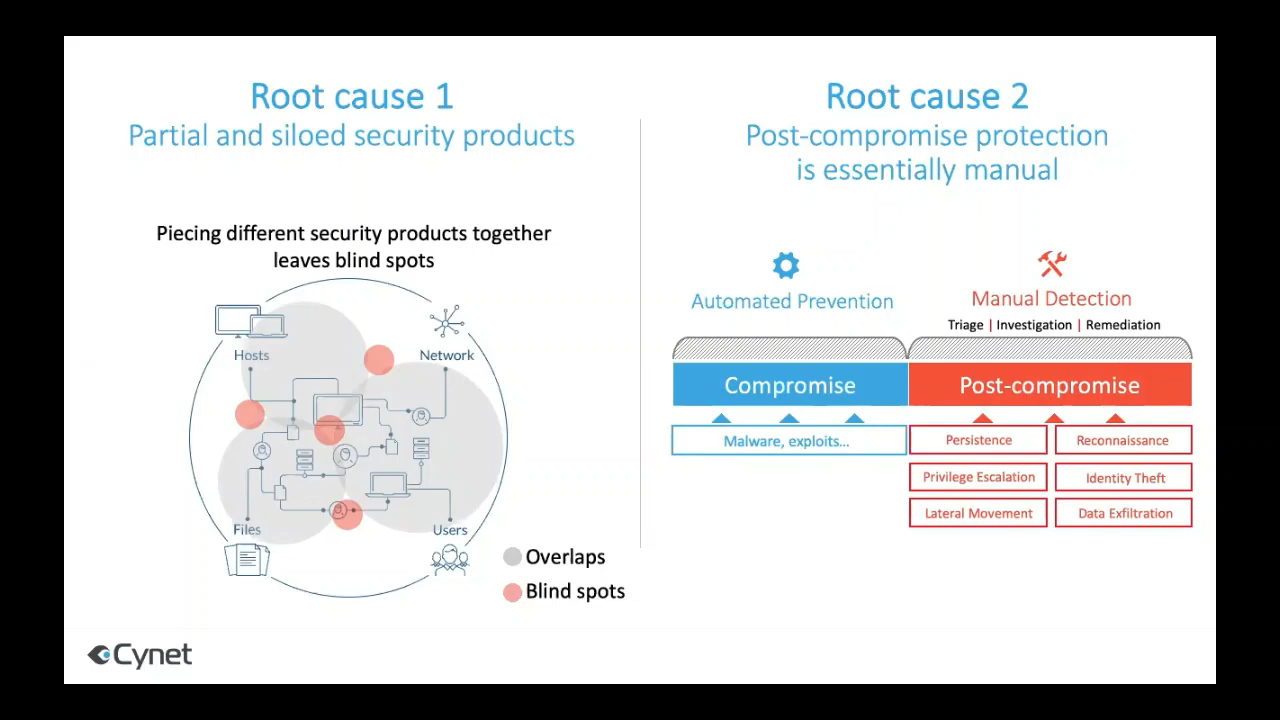 Root cause 1
Partial and siloed security products
Piecing different security products together
leaves blind spots
Hosts
Network
Files
Users
Overlaps
Blind spots
Root cause 2
Post-compromise protection
is essentially manual
Automated Prevention
Manual Detection
Triage | Investigation | Remediation
Compromise
Post-compromise
Malware, exploits...
Persistence
Reconnaissance
Privilege Escalation
Identity Theft
Lateral Movement
Data Exfiltration
Cynet